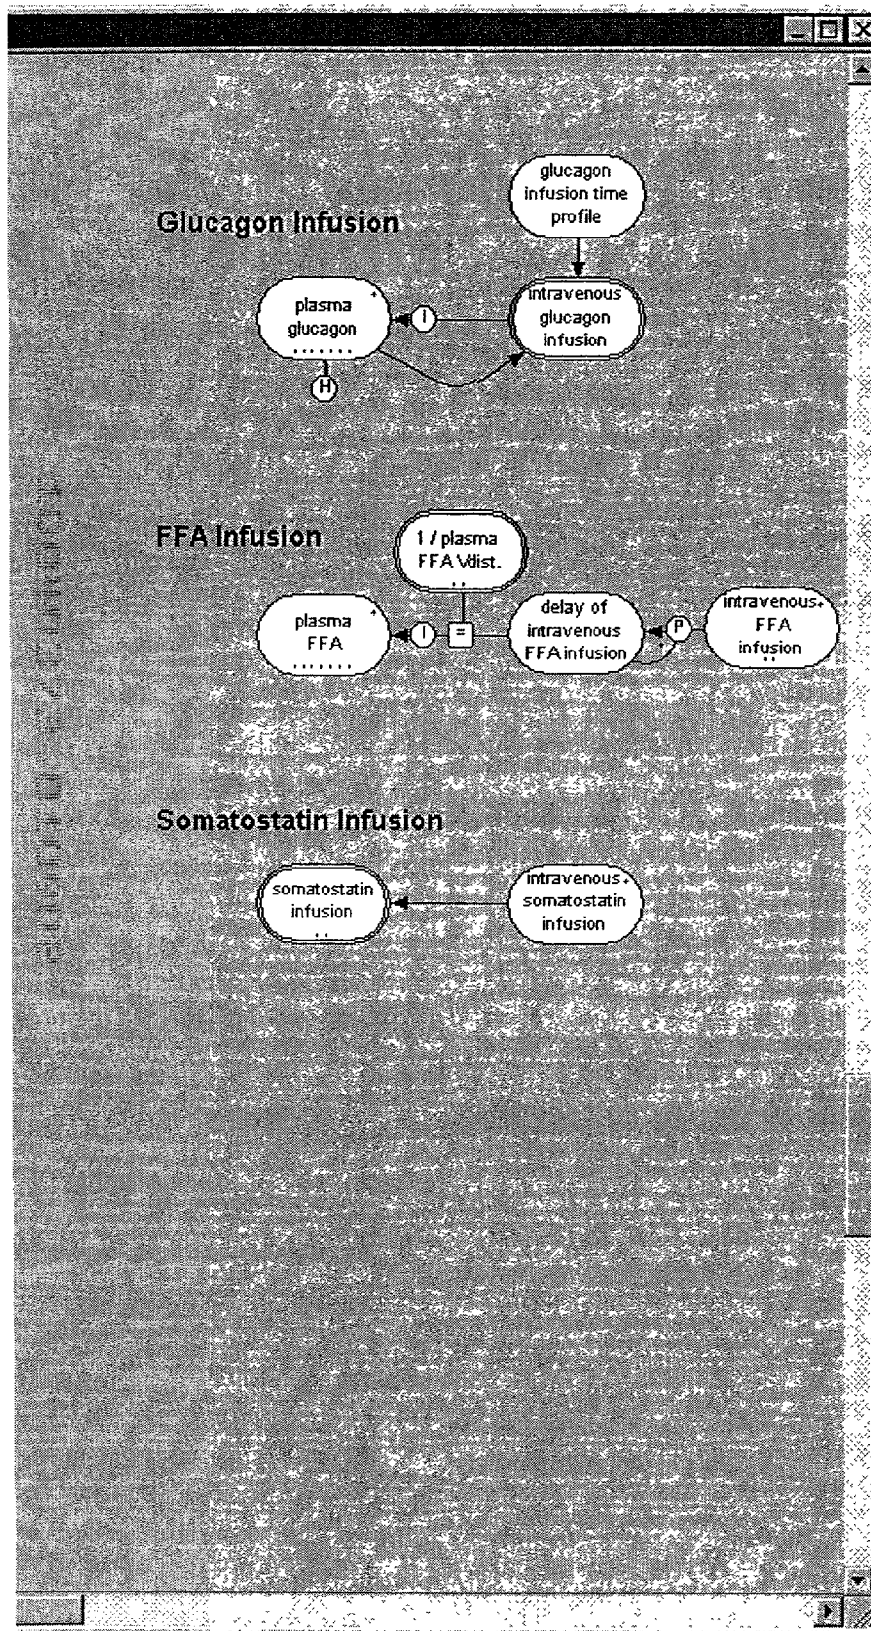 glucagon
infusion time
profile
Glucagon Infusion
plasma
glucagon
I
intravenous
glucagon
infusion
H
FFA Infusion
1 / plasma
FFA Vdist.
plasma
FFA
I
=
delay of
intravenous
FFA infusion
P
intravenous
FFA
infusion
Somatostatin Infusion
somatostatin
infusion
intravenous
somatostatin
infusion